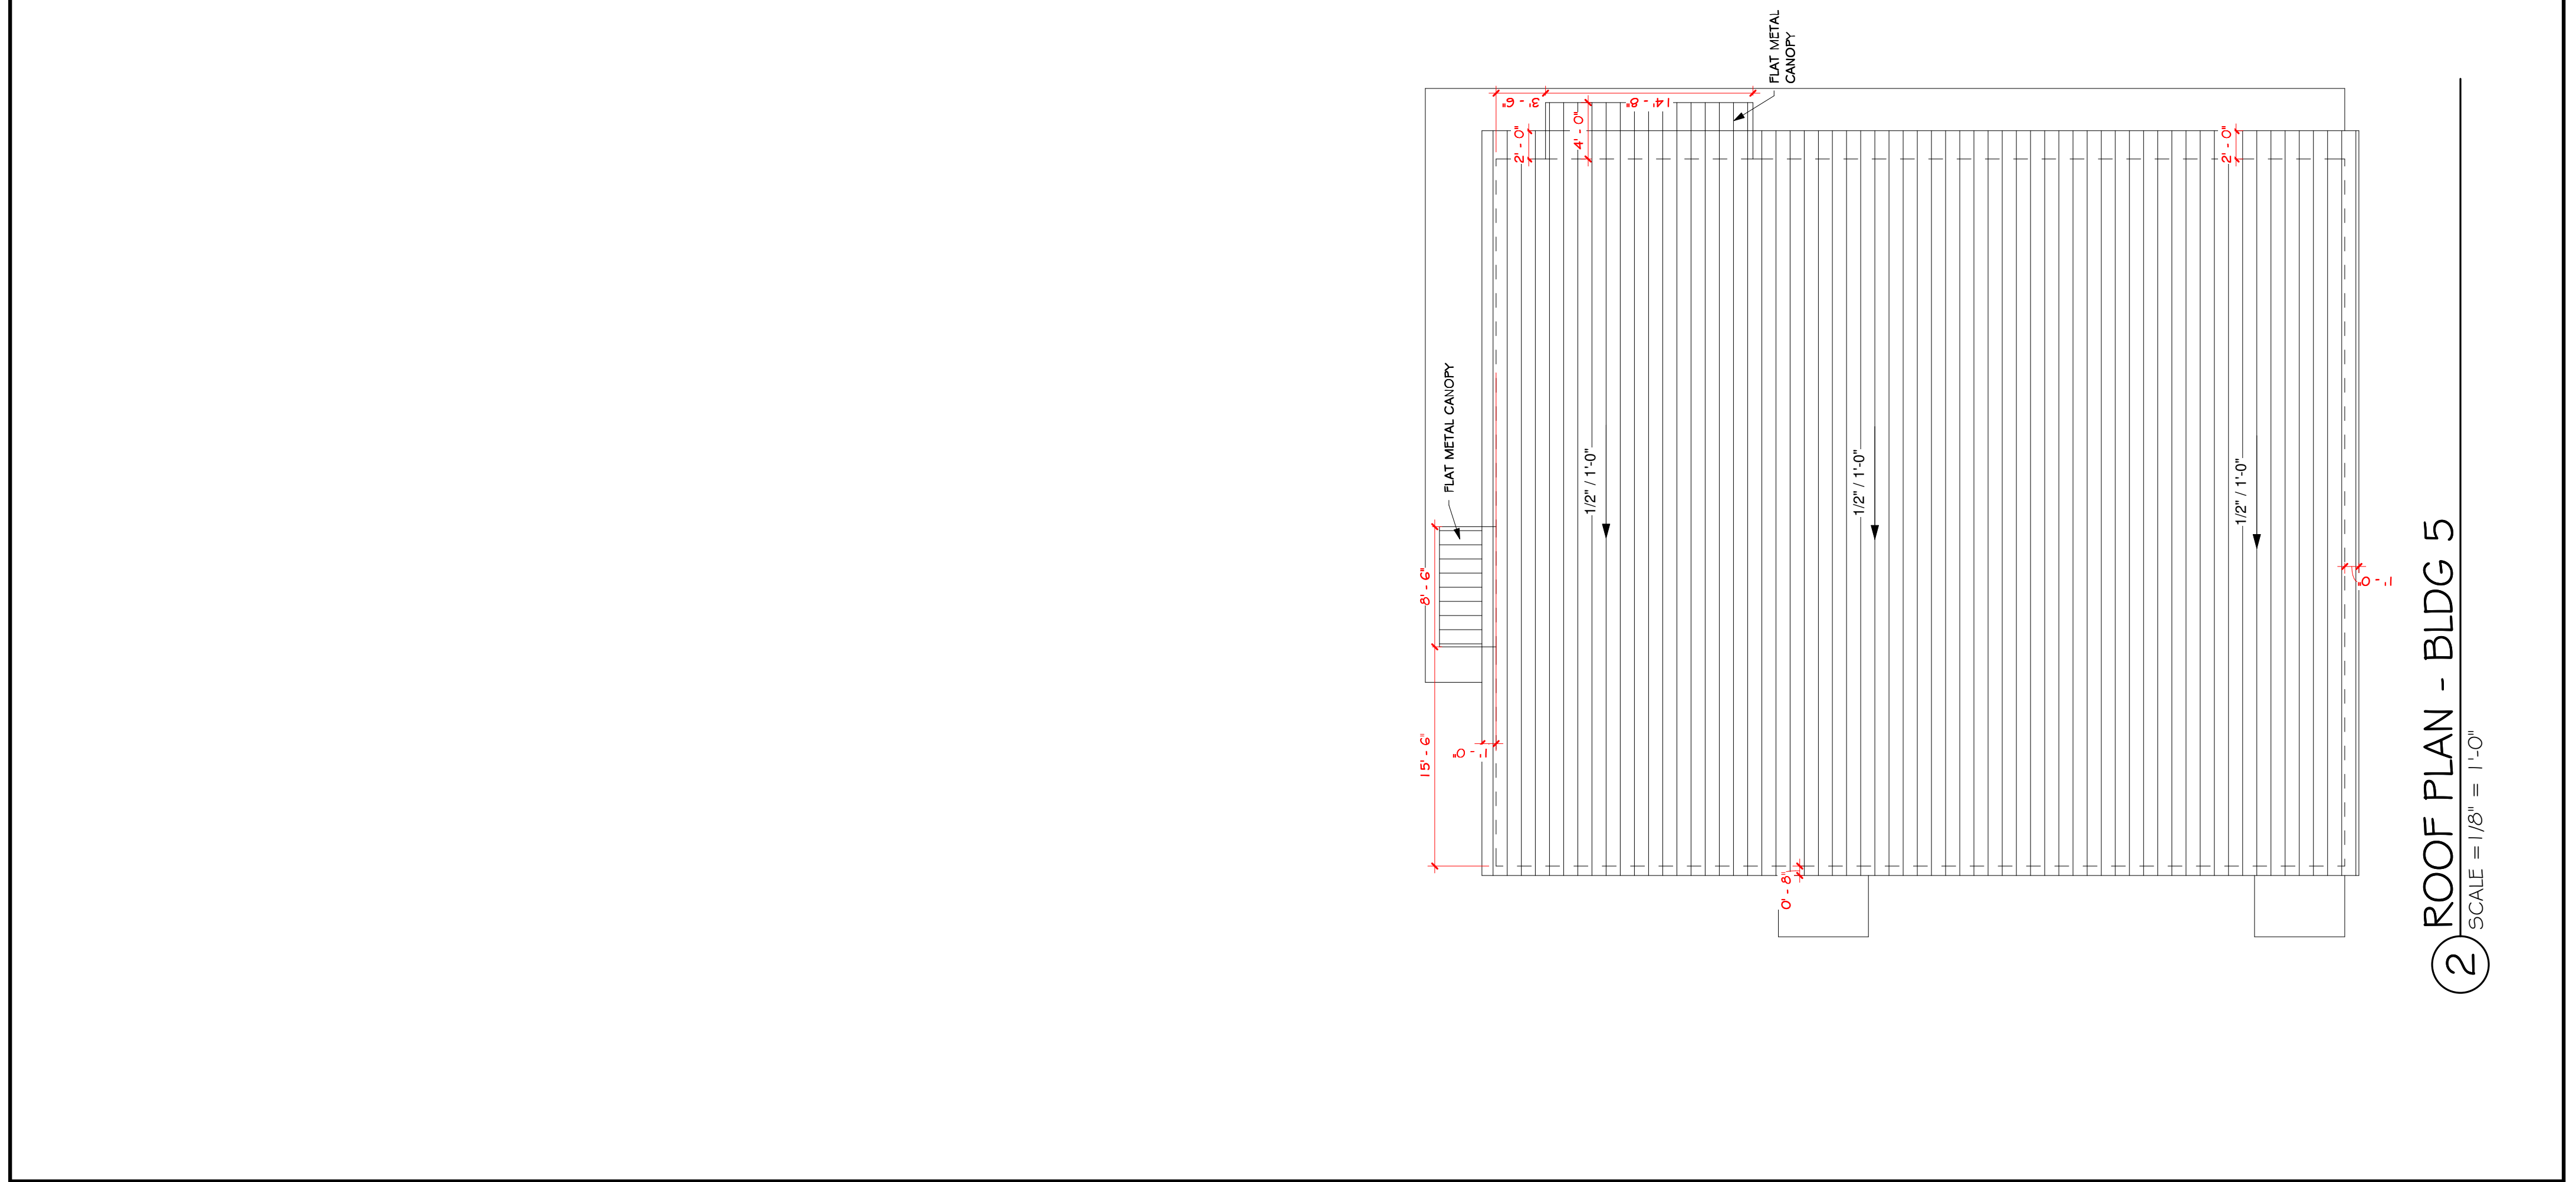 FLAT METAL
CANOPY
3' - 6"
14' - 8"
2' - 0"
4' - 0"
2' - 0"
FLAT METAL CANOPY
8' - 6"
15' - 6"
1' - 0"
1/2" / 1'-0"
1/2" / 1'-0"
1/2" / 1'-0"
1' - 0"
0' - 8"
2
ROOF PLAN - BLDG 5
SCALE = 1/8" = 1'-0"